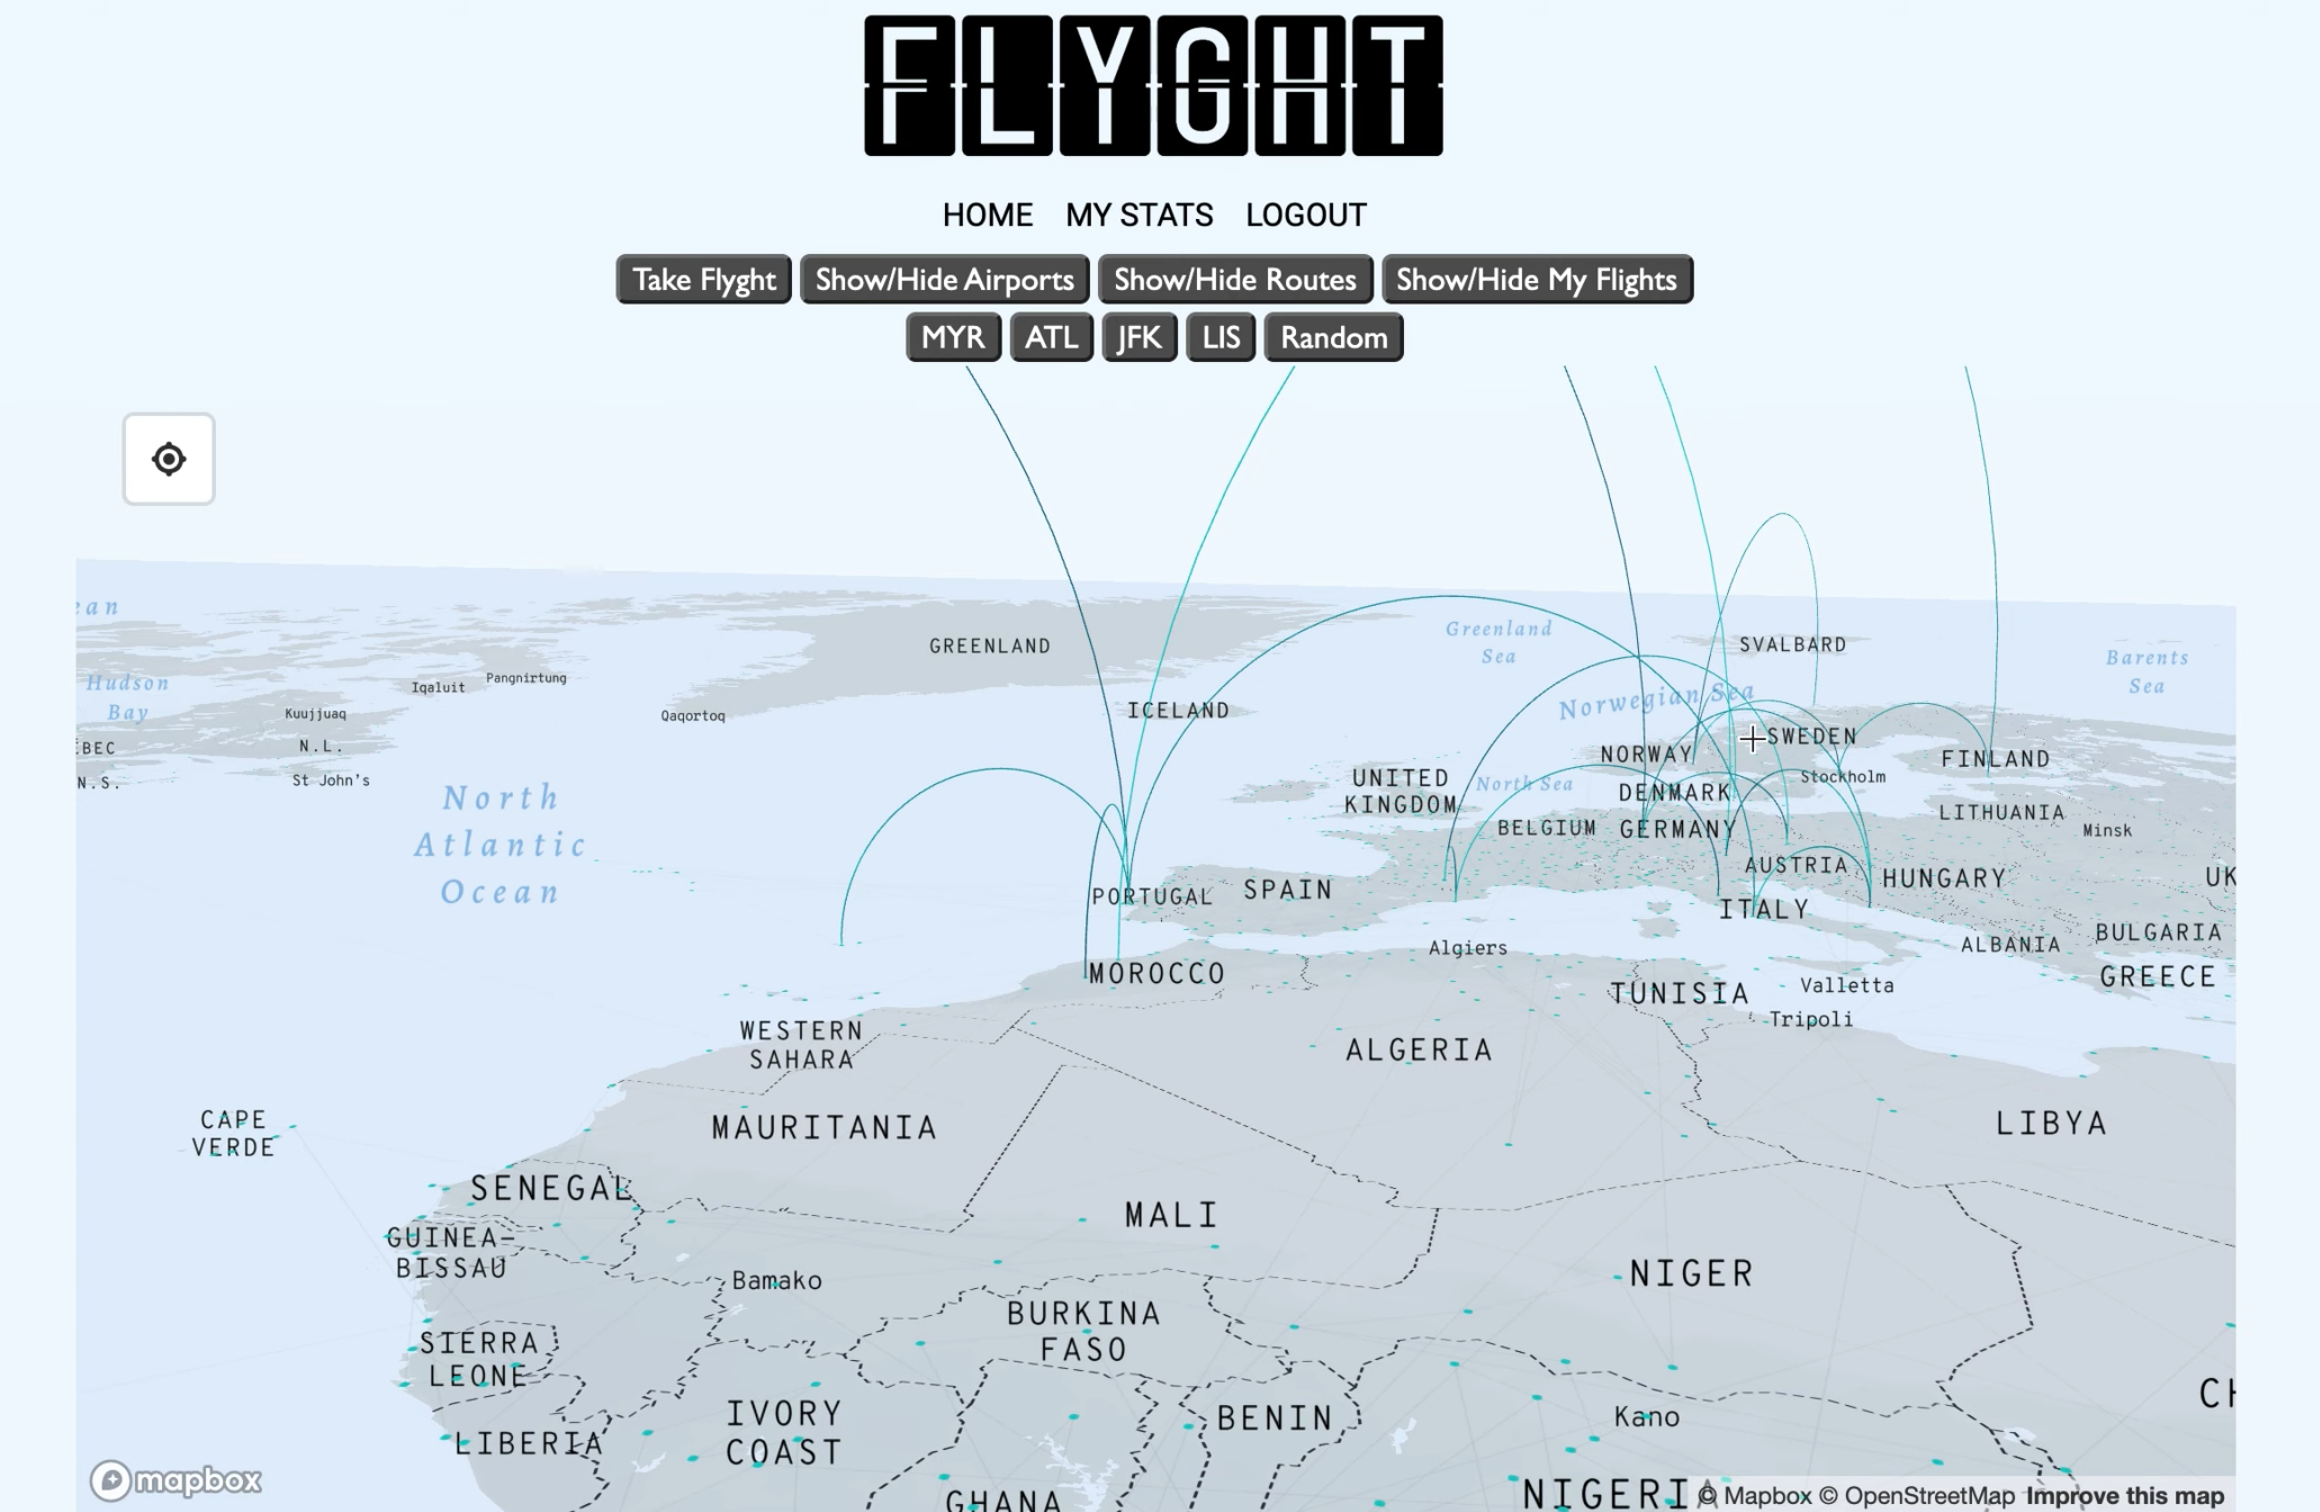 FLYGHT
HOME MY STATS LOGOUT
Take Flyght Show/Hide Airports Show/Hide Routes Show/Hide My Flights
MYR ATL JFK LIS Random
ean
Greenland
Sea
GREENLAND
SVALBARD
Barents
Sea
Hudson
Bay
Iqaluit
Pangnirtung
Norwegian Sea
Kuujjuaq
Qaqortoq
ICELAND
ÉBEC
N.L.
NORWAY
SWEDEN
FINLAND
N.S.
St John's
UNITED
KINGDOM
North Sea
Stockholm
DENMARK
North
Atlantic
Ocean
BELGIUM
GERMANY
LITHUANIA
Minsk
AUSTRIA
HUNGARY
UK
PORTUGAL
SPAIN
ITALY
Algiers
ALBANIA
BULGARIA
MOROCCO
GREECE
TUNISIA
Valletta
Tripoli
WESTERN
SAHARA
ALGERIA
CAPE
VERDE
MAURITANIA
LIBYA
SENEGAL
MALI
GUINEA-
BISSAU
Bamako
NIGER
BURKINA
FASO
SIERRA
LEONE
CH
IVORY
COAST
BENIN
Kano
LIBERIA
GHANA
NIGERI
mapbox
Mapbox © OpenStreetMap Improve this map